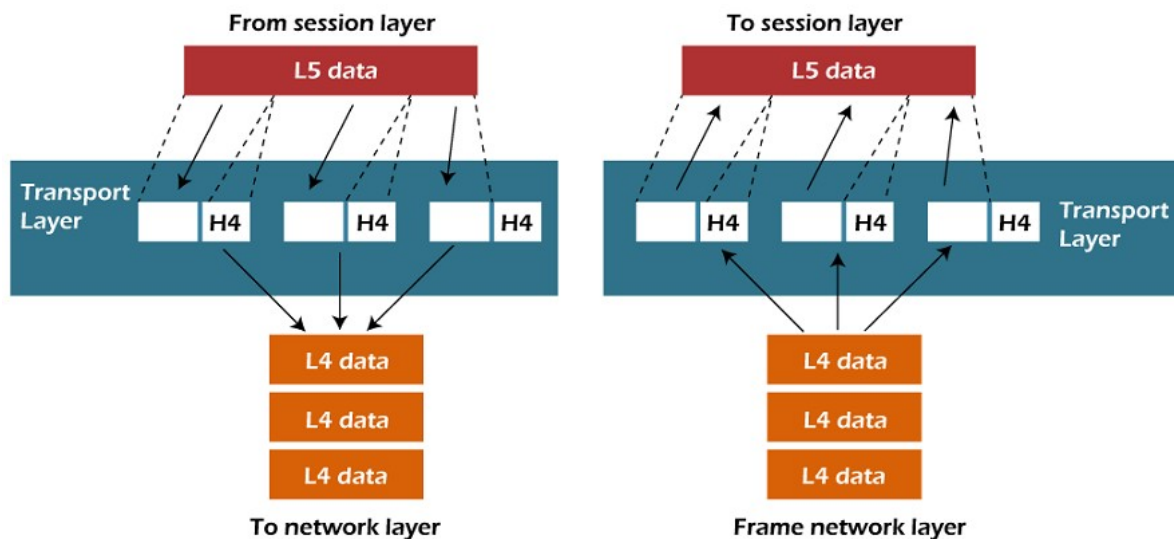 From session layer
L5 data
Transport
Layer
H4
H4
H4
L4 data
L4 data
L4 data
To network layer
To session layer
L5 data
H4
H4
H4
Transport
Layer
L4 data
L4 data
L4 data
Frame network layer